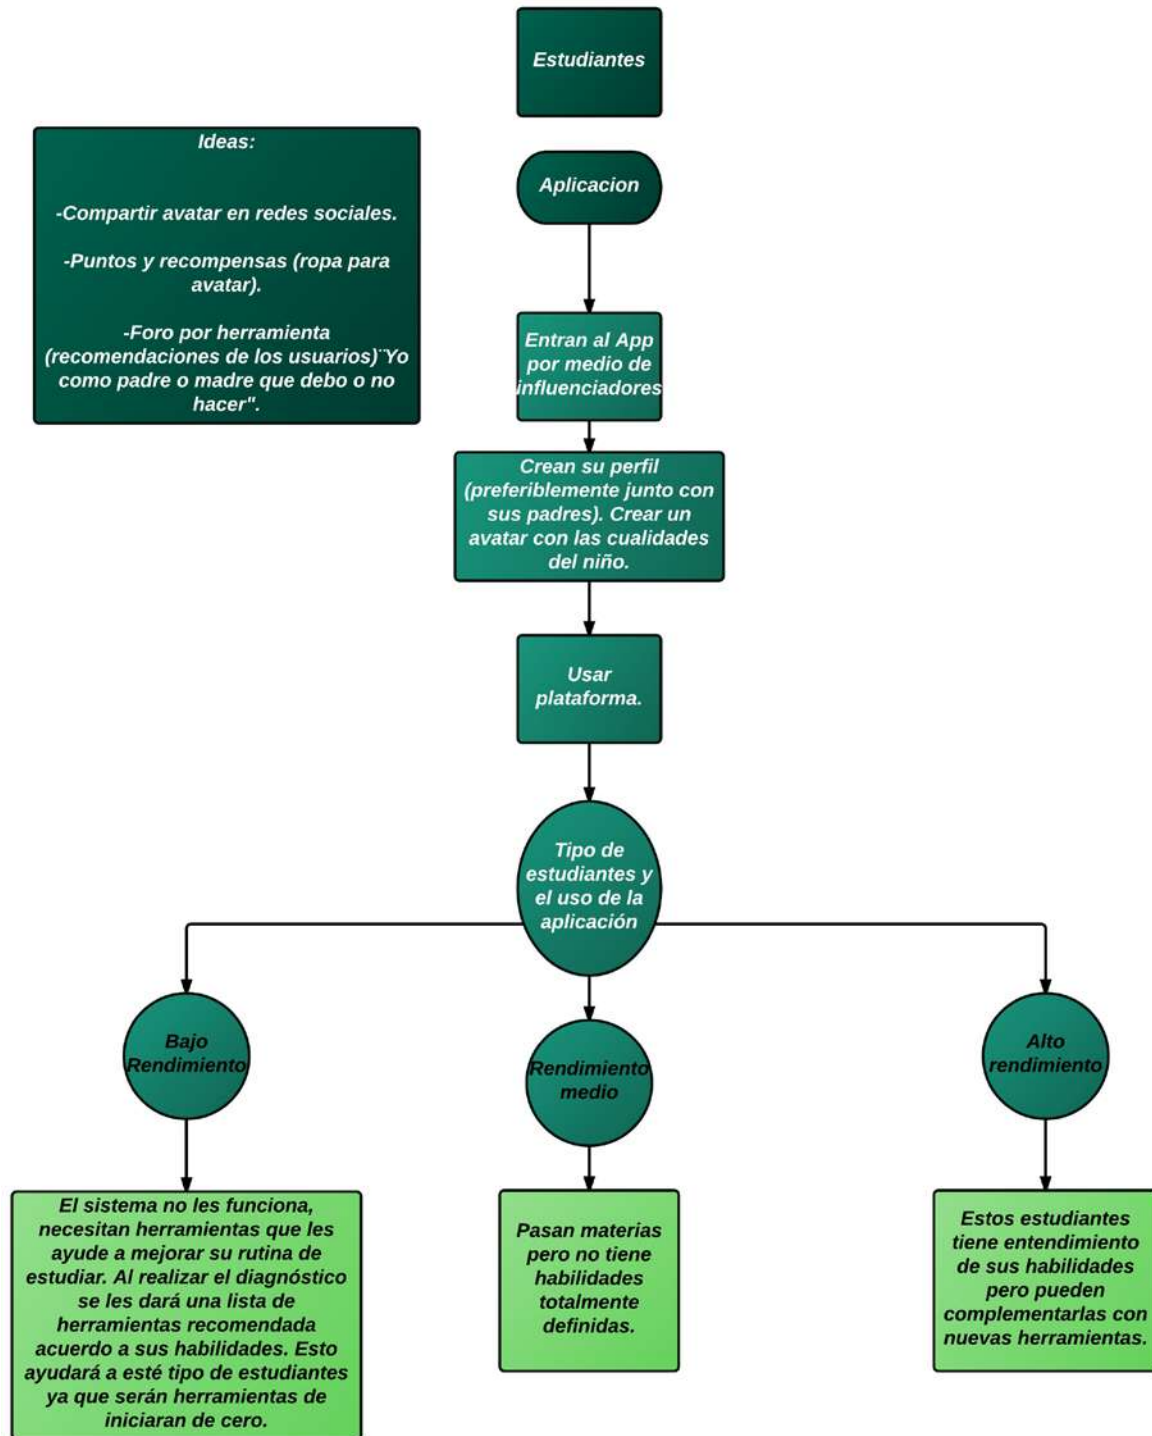 Estudiantes
Ideas:
-Compartir avatar en redes sociales.
-Puntos y recompensas (ropa para
avatar).
-Foro por herramienta
(recomendaciones de los usuarios)¨Yo
como padre o madre que debo o no
hacer".
Aplicacion
Entran al App
por medio de
influenciadores
Crean su perfil
(preferiblemente junto con
sus padres). Crear un
avatar con las cualidades
del niño.
Usar
plataforma.
Tipo de
estudiantes y
el uso de la
aplicación
Bajo
Rendimiento
Rendimiento
medio
Alto
rendimiento
El sistema no les funciona,
necesitan herramientas que les
ayude a mejorar su rutina de
estudiar. Al realizar el diagnóstico
se les dará una lista de
herramientas recomendada
acuerdo a sus habilidades. Esto
ayudará a esté tipo de estudiantes
ya que serán herramientas de
iniciaran de cero.
Pasan materias
pero no tiene
habilidades
totalmente
definidas.
Estos estudiantes
tiene entendimiento
de sus habilidades
pero pueden
complementarlas con
nuevas herramientas.